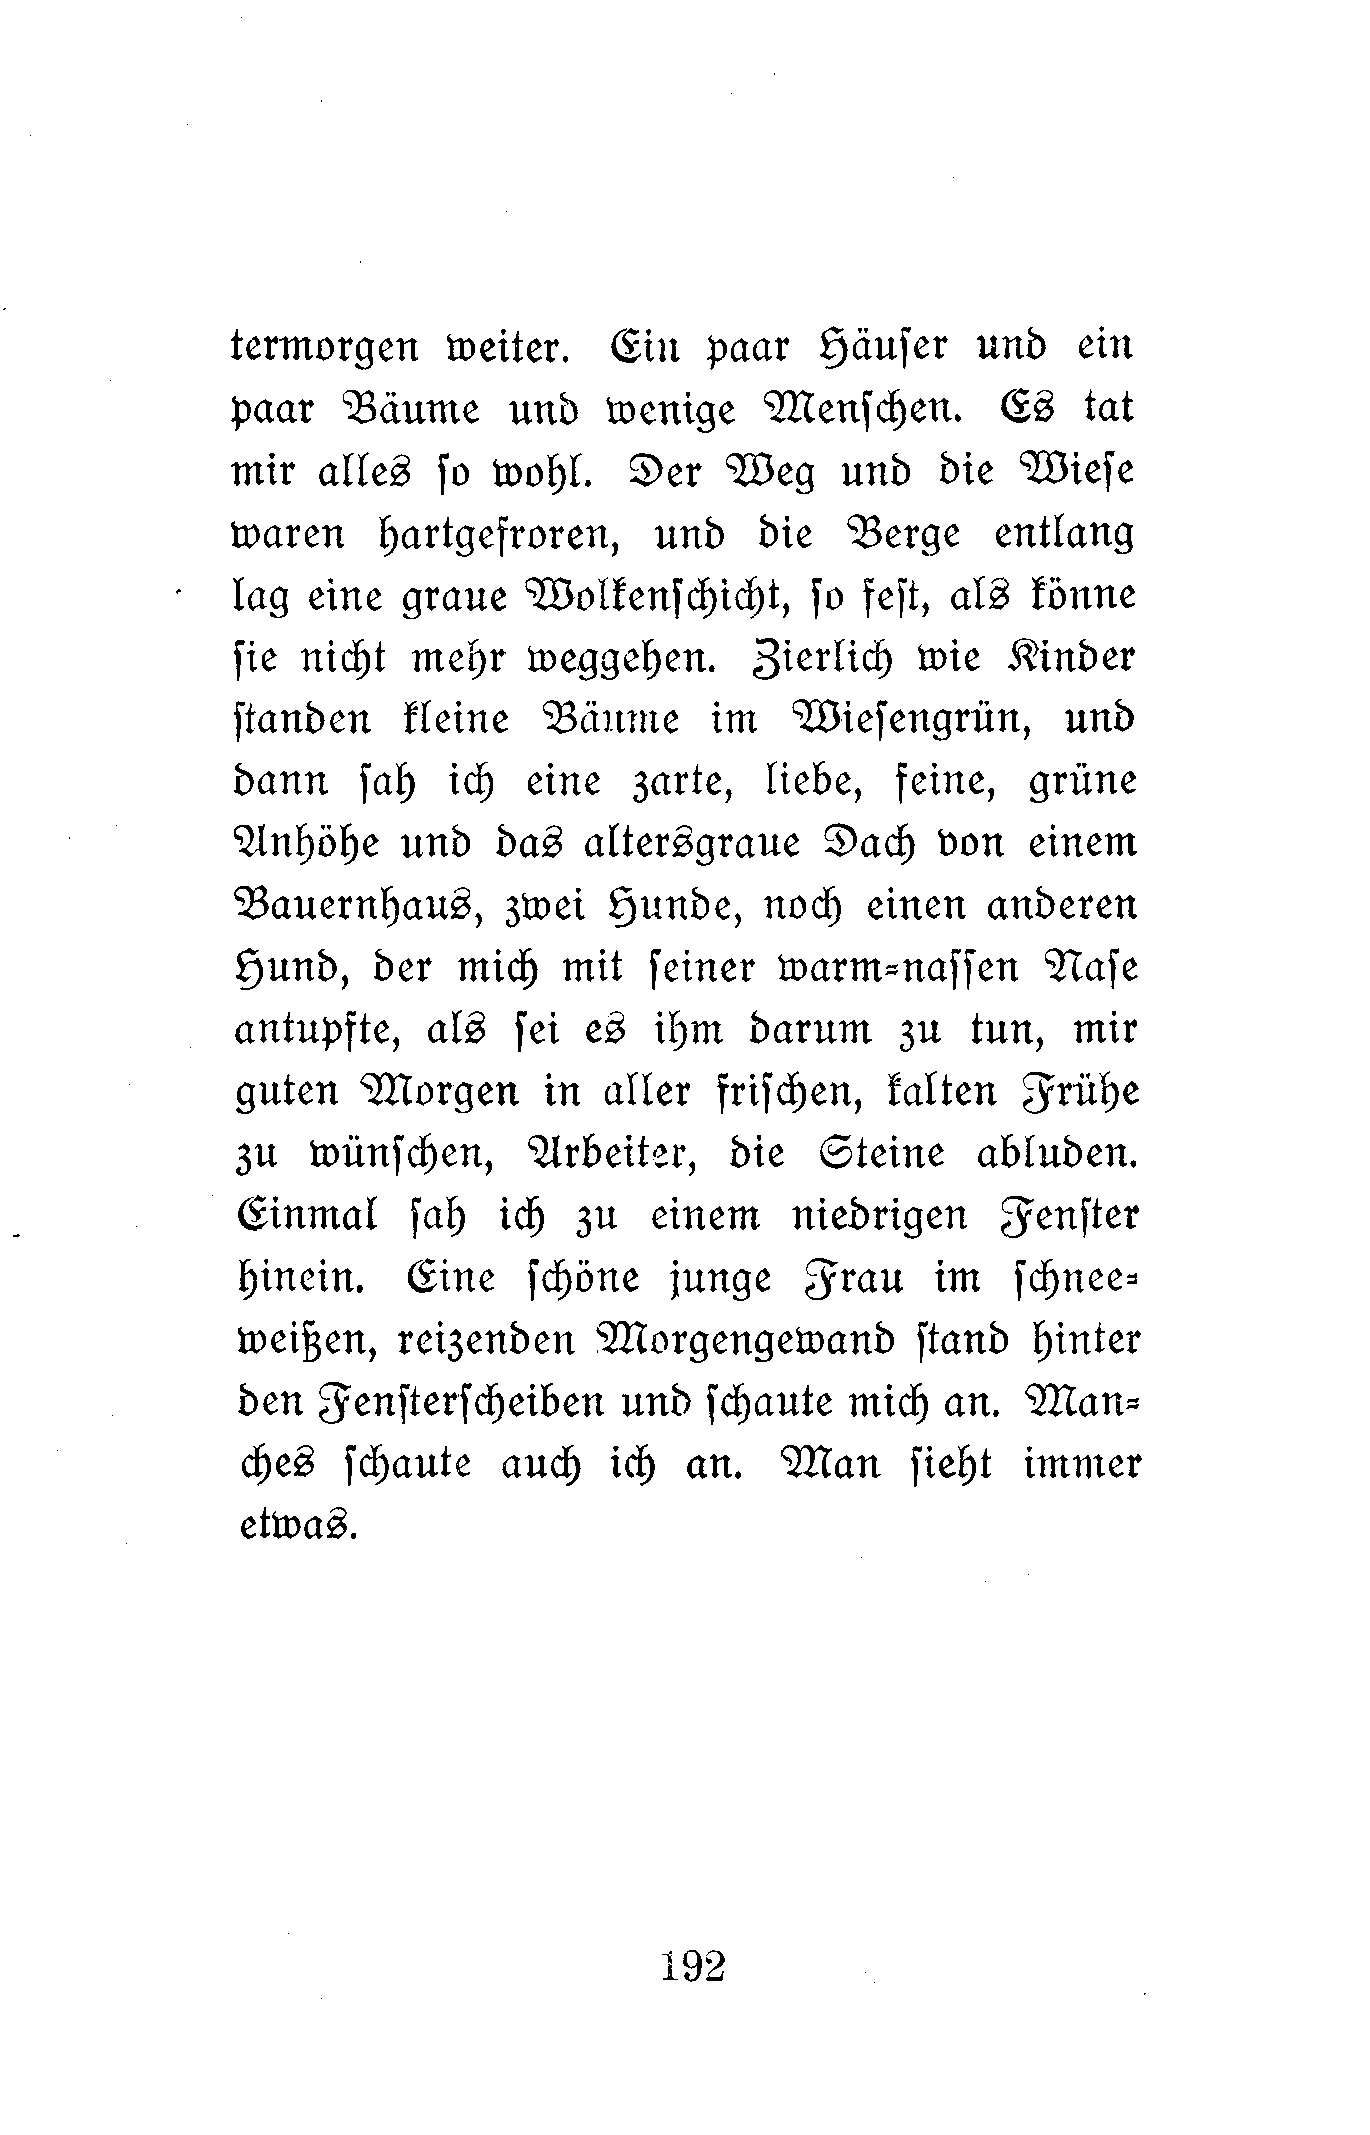 termorgen weiter. Ein paar Häuſer und ein
paar Bäume und wenige Menſchen. Es tat
mir alles ſo wohl. Der Weg und die Wieſe
waren hartgefroren, und die Berge entlang
lag eine graue Wolkenſchicht, ſo feſt, als könne
ſie nicht mehr weggehen. Zierlich wie Kinder
ſtanden kleine Bäume im Wieſengrün, und
dann ſah ich eine zarte, liebe, feine, grüne
Anhöhe und das altersgraue Dach von einem
Bauernhaus, zwei Hunde, noch einen anderen
Hund, der mich mit ſeiner warm⸗naſſen Naſe
antupfte, als ſei es ihm darum zu tun, mir
guten Morgen in aller friſchen, kalten Frühe
zu wünſchen, Arbeiter, die Steine abluden.
Einmal ſah ich zu einem niedrigen Fenſter
hinein. Eine ſchöne junge Frau im ſchnee⸗
weißen, reizenden Morgengewand ſtand hinter
den Fenſterſcheiben und ſchaute mich an. Man⸗
ches ſchaute auch ich an. Man ſieht immer
etwas.
192